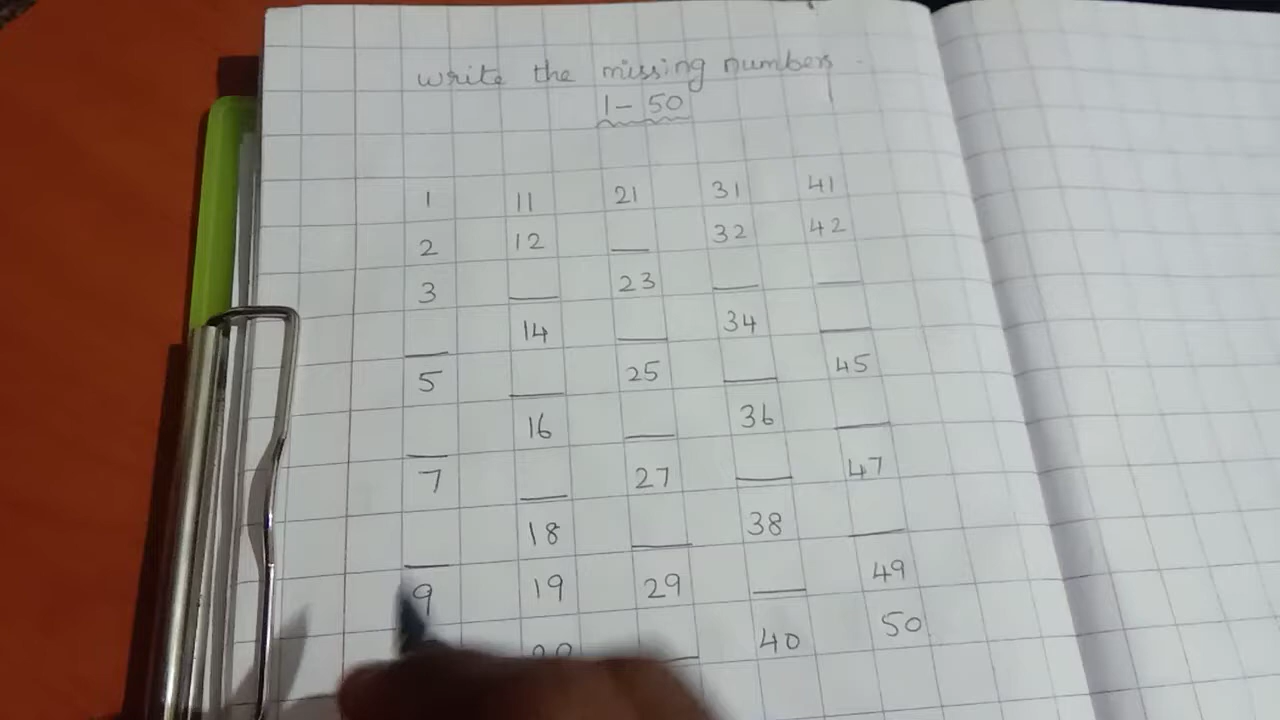 write the missing numbers.
1 - 50
1 11 21 31 41
2 12 __ 32 42
3 __ 23 __ __
__ 14 __ 34 __
5 __ 25 __ 45
__ 16 __ 36 __
7 __ 27 __ 47
__ 18 __ 38 __
9 19 29 __ 49
20 __ 40 50